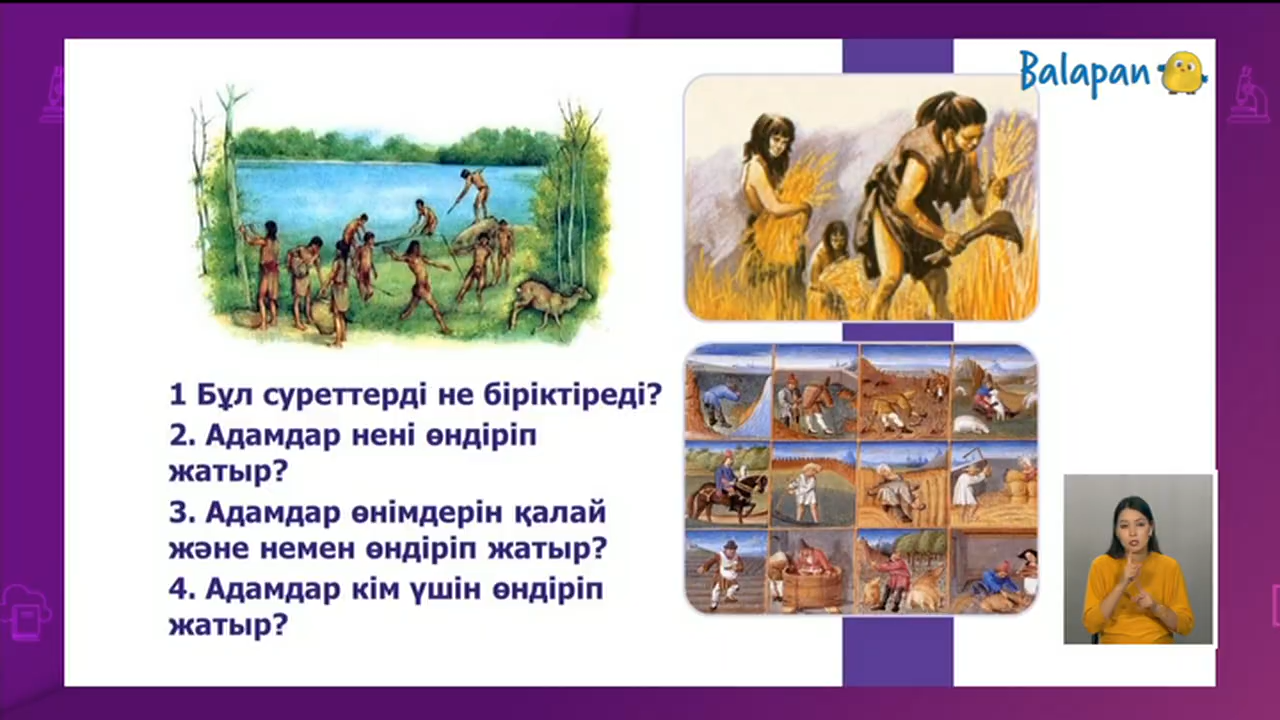 Balapan
1 Бұл суреттерді не біріктіреді?
2. Адамдар нені өндіріп
жатыр?
3. Адамдар өнімдерін қалай
және немен өндіріп жатыр?
4. Адамдар кім үшін өндіріп
жатыр?